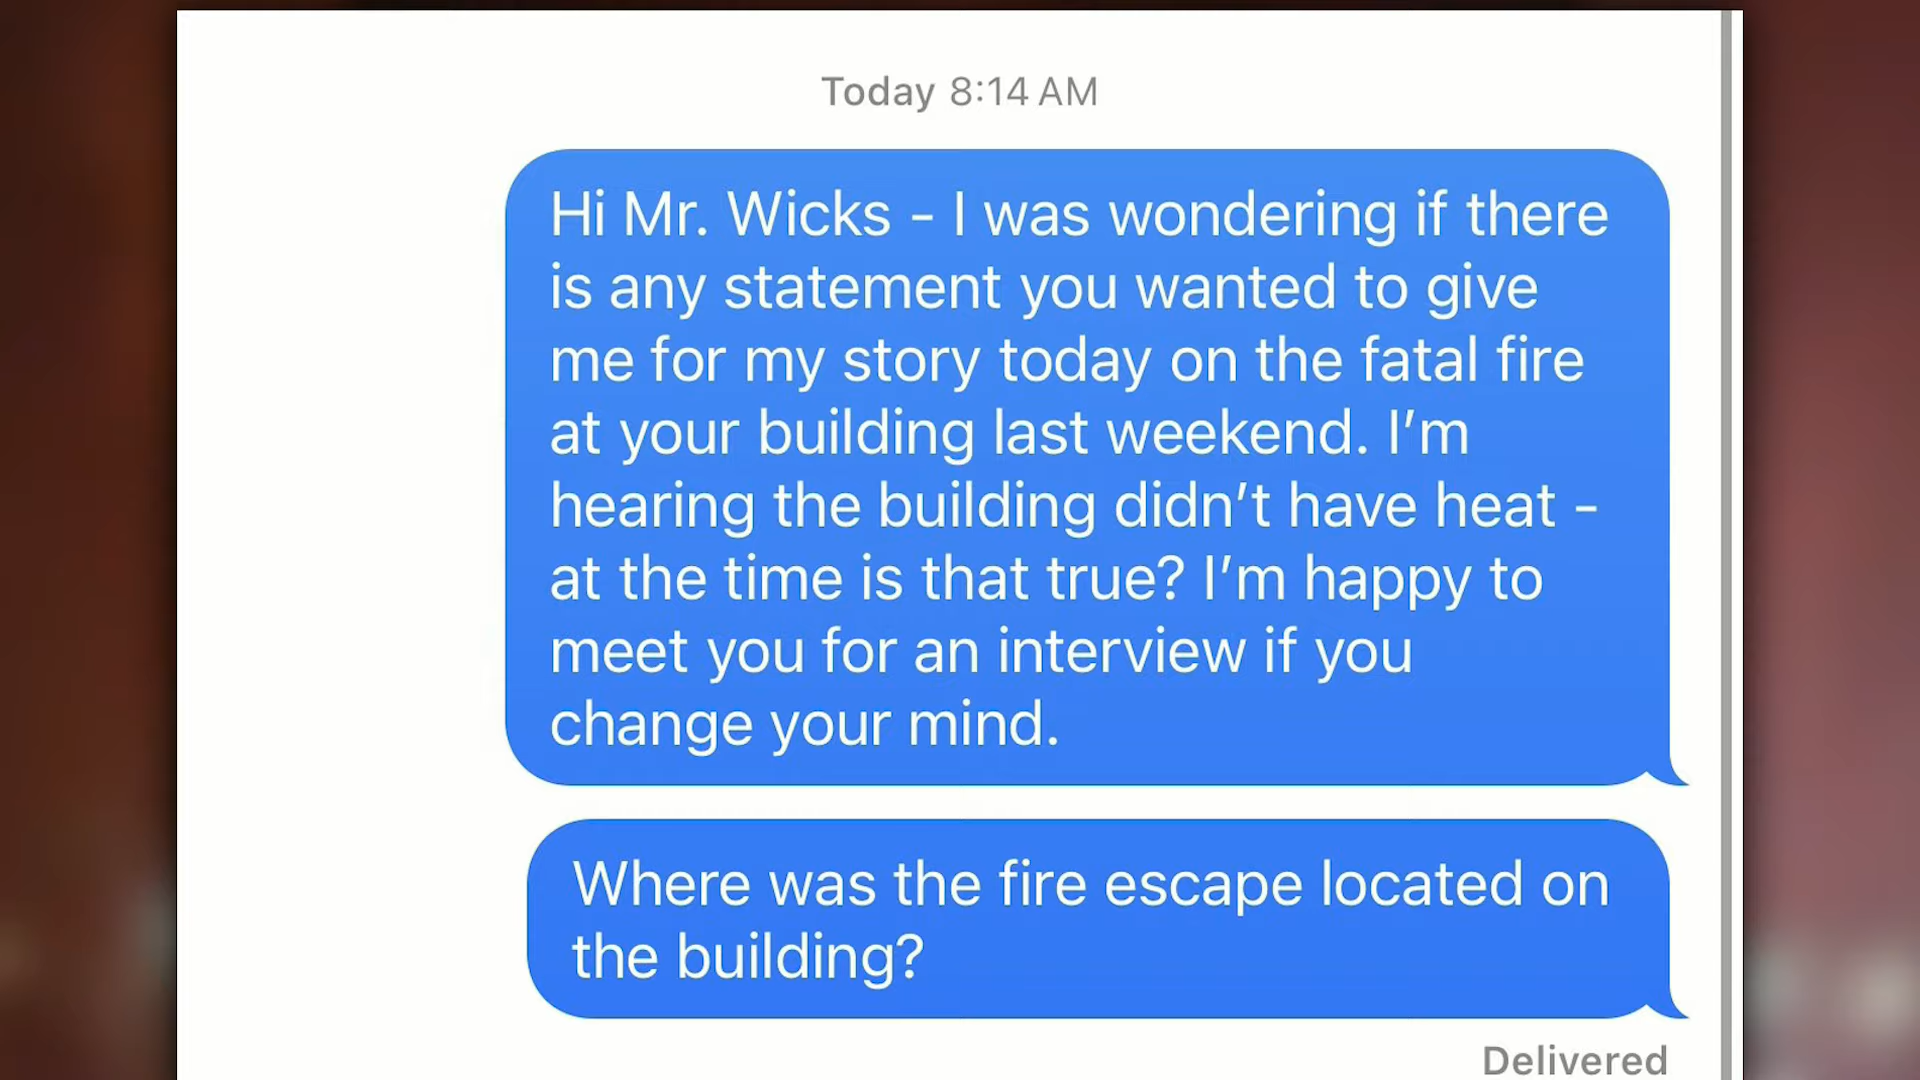 Today 8:14 AM
Hi Mr. Wicks - I was wondering if there
is any statement you wanted to give
me for my story today on the fatal fire
at your building last weekend. I’m
hearing the building didn’t have heat -
at the time is that true? I’m happy to
meet you for an interview if you
change your mind.
Where was the fire escape located on
the building?
Delivered